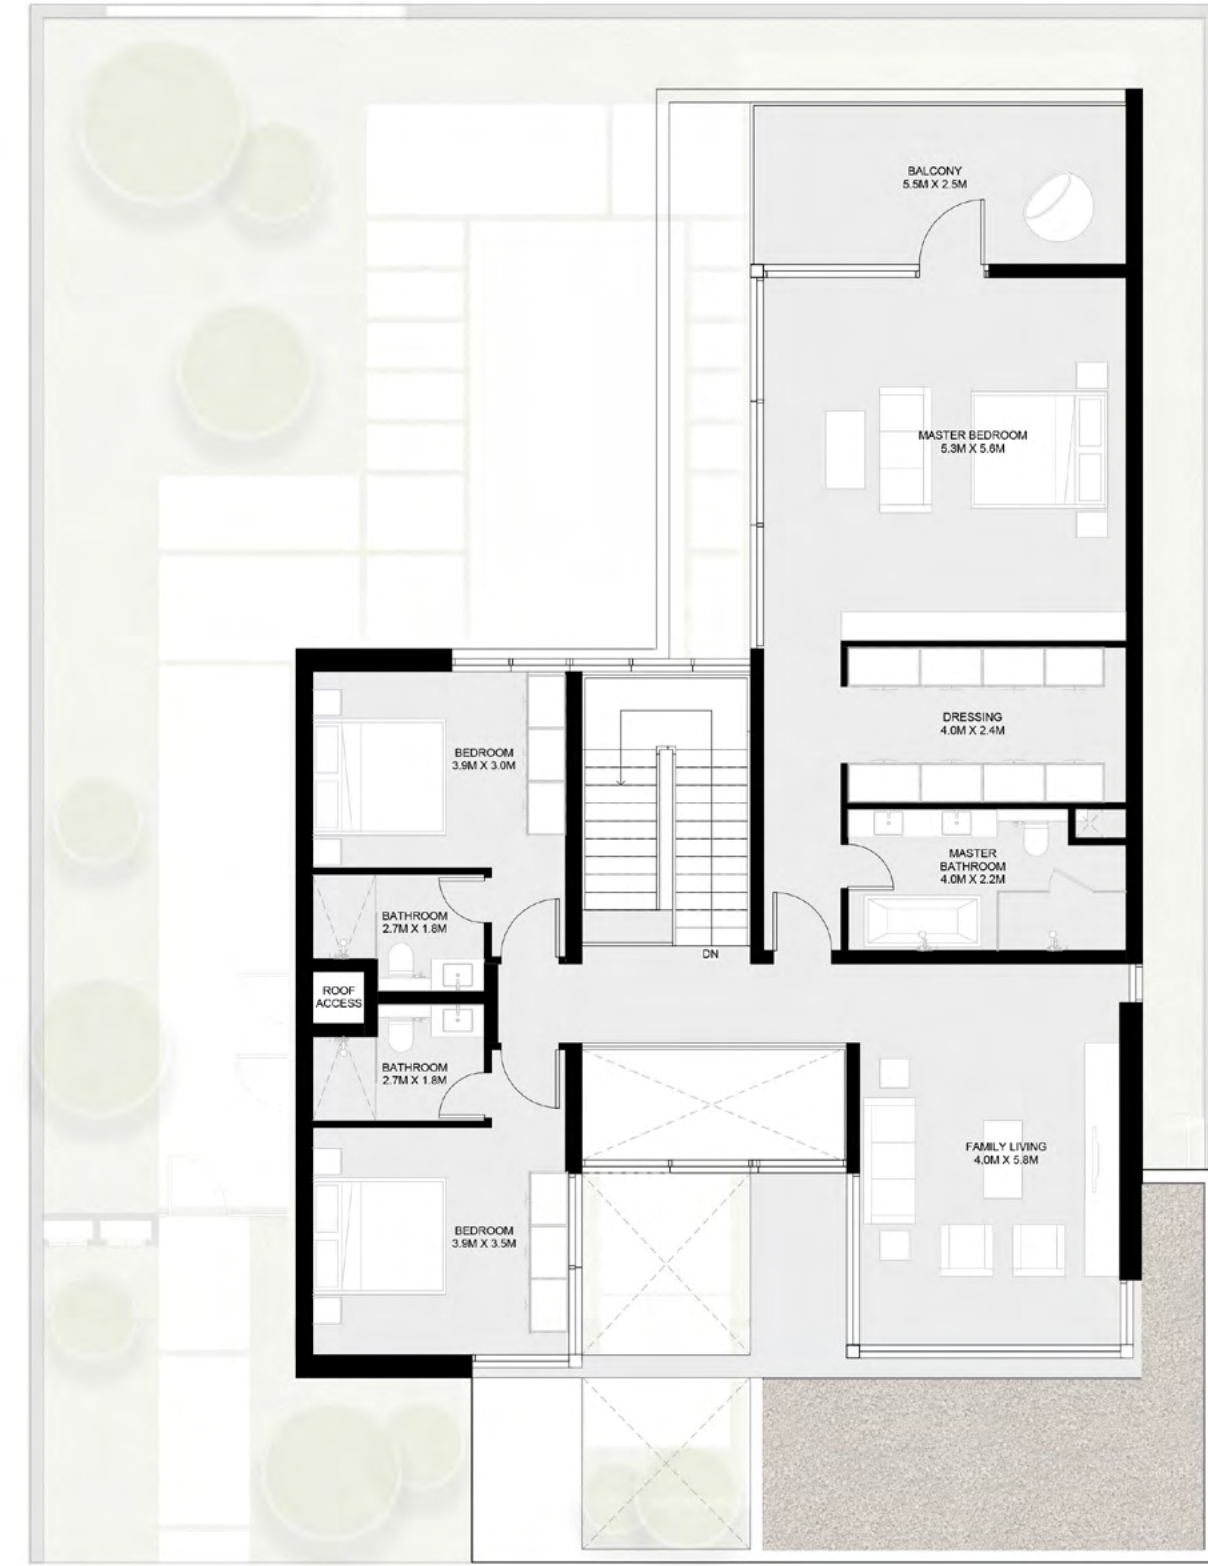 BALCONY
5.5M X 2.5M
MASTER BEDROOM
5.3M X 5.6M
DRESSING
4.0M X 2.4M
BEDROOM
3.9M X 3.0M
MASTER
BATHROOM
4.0M X 2.2M
BATHROOM
2.7M X 1.8M
DN
ROOF
ACCESS
BATHROOM
2.7M X 1.8M
FAMILY LIVING
4.0M X 5.8M
BEDROOM
3.9M X 3.5M